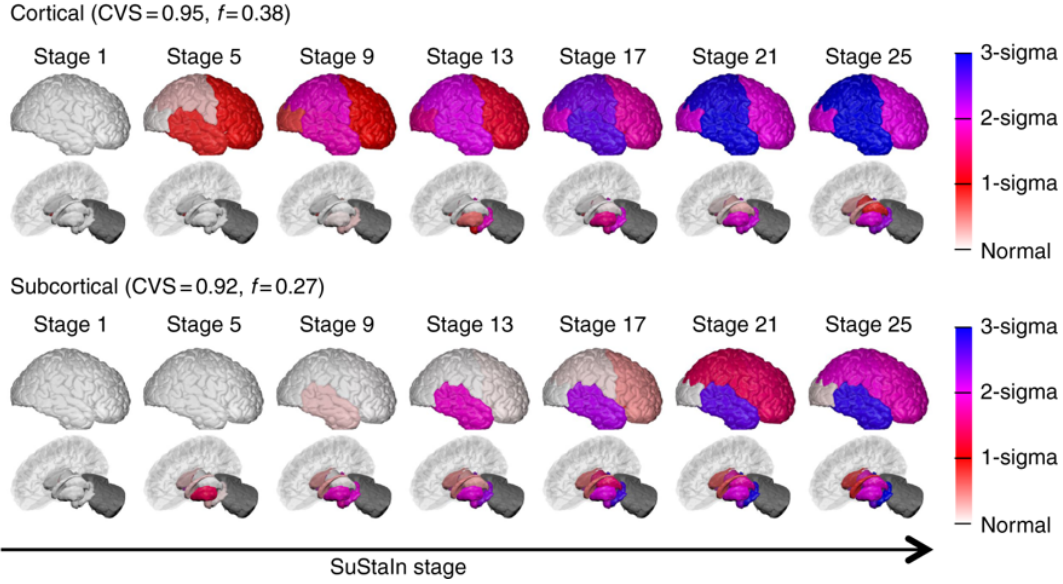 Cortical (CVS = 0.95, f = 0.38)
Stage 1 Stage 5 Stage 9 Stage 13 Stage 17 Stage 21 Stage 25
3-sigma
2-sigma
1-sigma
Normal
Subcortical (CVS = 0.92, f = 0.27)
Stage 1 Stage 5 Stage 9 Stage 13 Stage 17 Stage 21 Stage 25
3-sigma
2-sigma
1-sigma
Normal
SuStaIn stage